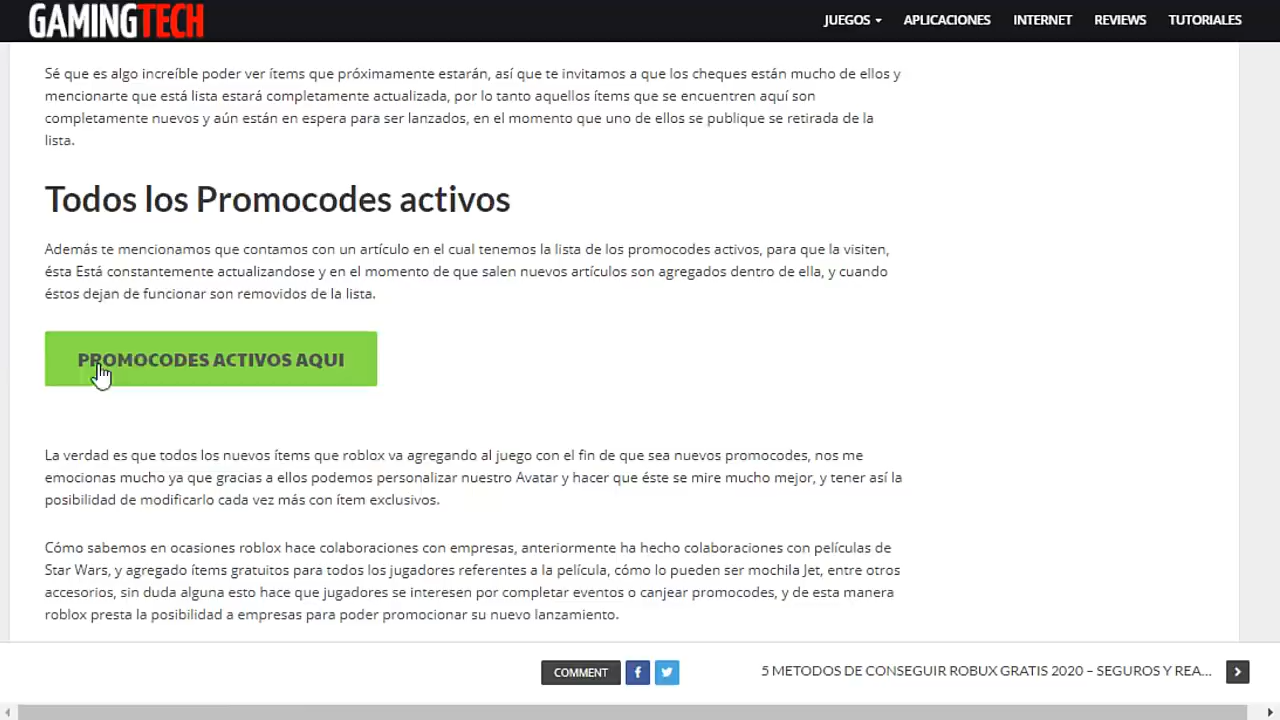 GAMINGTECH
JUEGOS APLICACIONES INTERNET REVIEWS TUTORIALES
Sé que es algo increíble poder ver ítems que próximamente estarán, así que te invitamos a que los cheques están mucho de ellos y
mencionarte que está lista estará completamente actualizada, por lo tanto aquellos ítems que se encuentren aquí son
completamente nuevos y aún están en espera para ser lanzados, en el momento que uno de ellos se publique se retirada de la
lista.
Todos los Promocodes activos
Además te mencionamos que contamos con un artículo en el cual tenemos la lista de los promocodes activos, para que la visiten,
ésta Está constantemente actualizandose y en el momento de que salen nuevos artículos son agregados dentro de ella, y cuando
éstos dejan de funcionar son removidos de la lista.
PROMOCODES ACTIVOS AQUI
La verdad es que todos los nuevos ítems que roblox va agregando al juego con el fin de que sea nuevos promocodes, nos me
emocionas mucho ya que gracias a ellos podemos personalizar nuestro Avatar y hacer que éste se mire mucho mejor, y tener así la
posibilidad de modificarlo cada vez más con ítem exclusivos.
Cómo sabemos en ocasiones roblox hace colaboraciones con empresas, anteriormente ha hecho colaboraciones con películas de
Star Wars, y agregado ítems gratuitos para todos los jugadores referentes a la película, cómo lo pueden ser mochila Jet, entre otros
accesorios, sin duda alguna esto hace que jugadores se interesen por completar eventos o canjear promocodes, y de esta manera
roblox presta la posibilidad a empresas para poder promocionar su nuevo lanzamiento.
COMMENT
5 METODOS DE CONSEGUIR ROBUX GRATIS 2020 – SEGUROS Y REA...